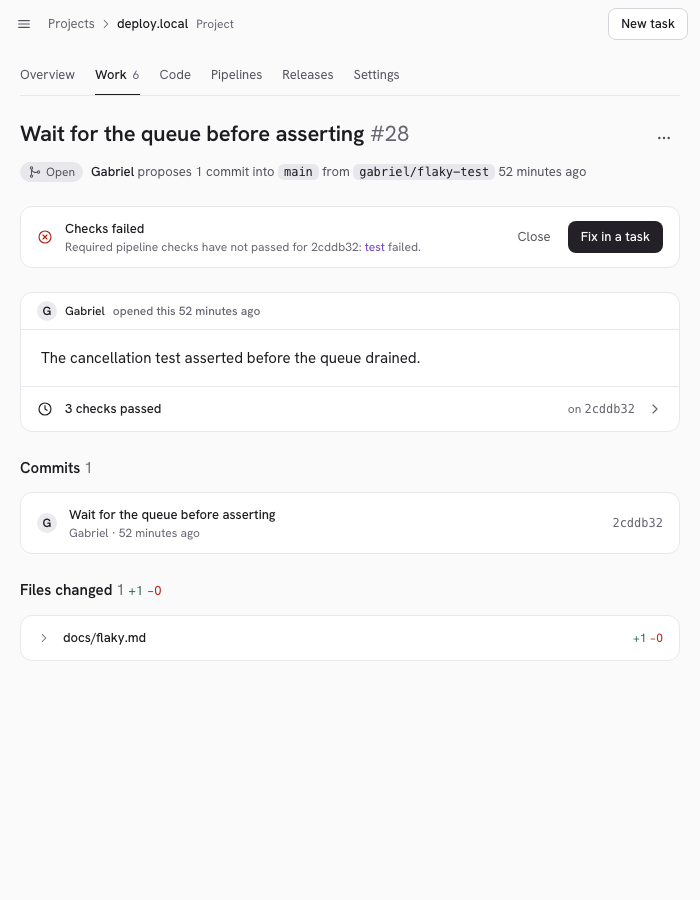 Projects > deploy.local Project
New task
Overview Work 6 Code Pipelines Releases Settings
Wait for the queue before asserting #28
Open Gabriel proposes 1 commit into main from gabriel/flaky-test 52 minutes ago
Checks failed
Required pipeline checks have not passed for 2cddb32: test failed.
Close
Fix in a task
G Gabriel opened this 52 minutes ago
The cancellation test asserted before the queue drained.
3 checks passed on 2cddb32
Commits 1
G
Wait for the queue before asserting
Gabriel · 52 minutes ago
2cddb32
Files changed 1 +1 −0
docs/flaky.md +1 −0